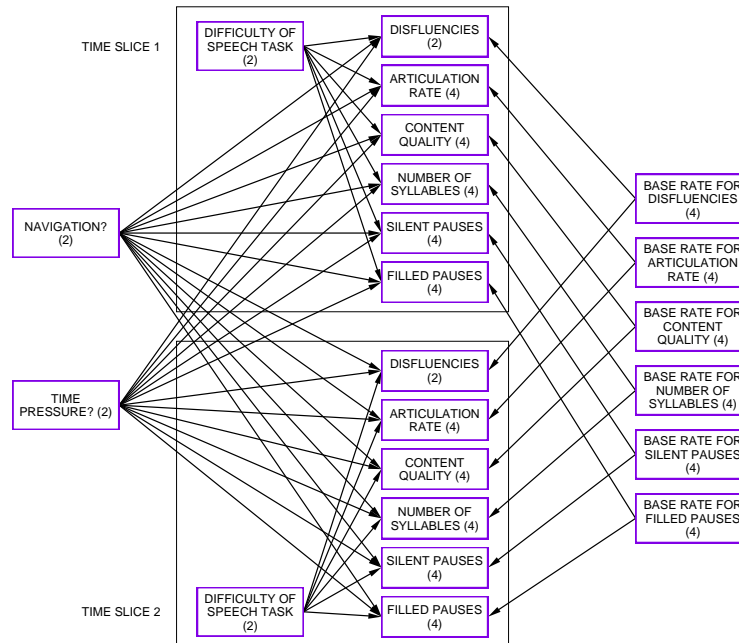 TIME SLICE 1
DIFFICULTY OF
SPEECH TASK
(2)
DISFLUENCIES
(2)
ARTICULATION
RATE (4)
CONTENT
QUALITY (4)
NUMBER OF
SYLLABLES (4)
SILENT PAUSES
(4)
FILLED PAUSES
(4)
NAVIGATION?
(2)
TIME
PRESSURE? (2)
BASE RATE FOR
DISFLUENCIES
(4)
BASE RATE FOR
ARTICULATION
RATE (4)
BASE RATE FOR
CONTENT
QUALITY (4)
BASE RATE FOR
NUMBER OF
SYLLABLES (4)
BASE RATE FOR
SILENT PAUSES
(4)
BASE RATE FOR
FILLED PAUSES
(4)
DISFLUENCIES
(2)
ARTICULATION
RATE (4)
CONTENT
QUALITY (4)
NUMBER OF
SYLLABLES (4)
SILENT PAUSES
(4)
FILLED PAUSES
(4)
DIFFICULTY OF
SPEECH TASK
(2)
TIME SLICE 2